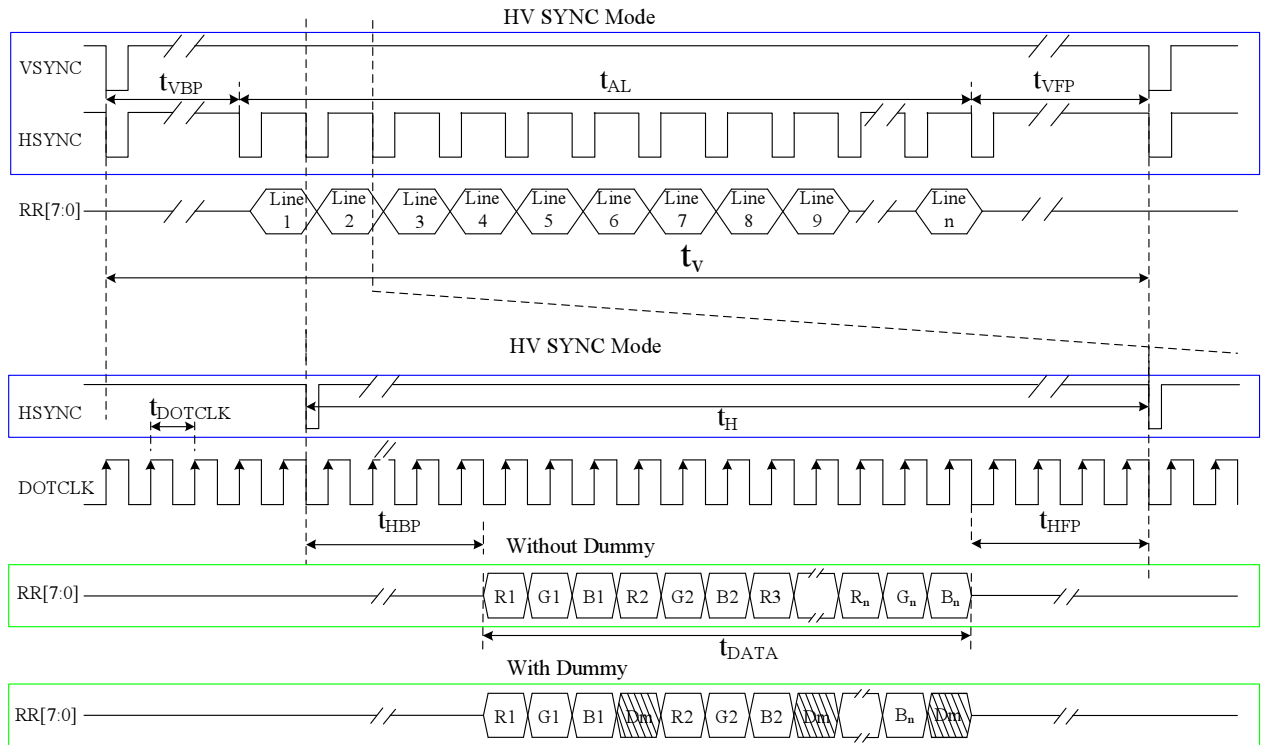 HV SYNC Mode
VSYNC
tVBP
tAL
tVFP
HSYNC
RR[7:0]
Line 1
Line 2
Line 3
Line 4
Line 5
Line 6
Line 7
Line 8
Line 9
Line n
tv
HV SYNC Mode
HSYNC
tDOTCLK
tH
DOTCLK
tHBP
tHFP
Without Dummy
RR[7:0]
R1 G1 B1 R2 G2 B2 R3 Rn Gn Bn
tDATA
With Dummy
RR[7:0]
R1 G1 B1 Dm R2 G2 B2 Dm Bn Dm